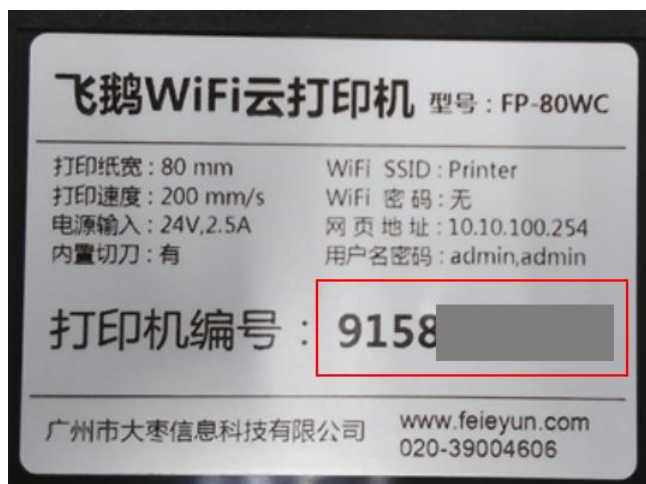 飞鹅WiFi云打印机 型号：FP-80WC
打印纸宽：80 mm WiFi SSID：Printer
打印速度：200 mm/s WiFi 密码：无
电源输入：24V,2.5A 网页地址：10.10.100.254
内置切刀：有 用户名密码：admin,admin
打印机编号：9158
广州市大枣信息科技有限公司 www.feieyun.com
020-39004606